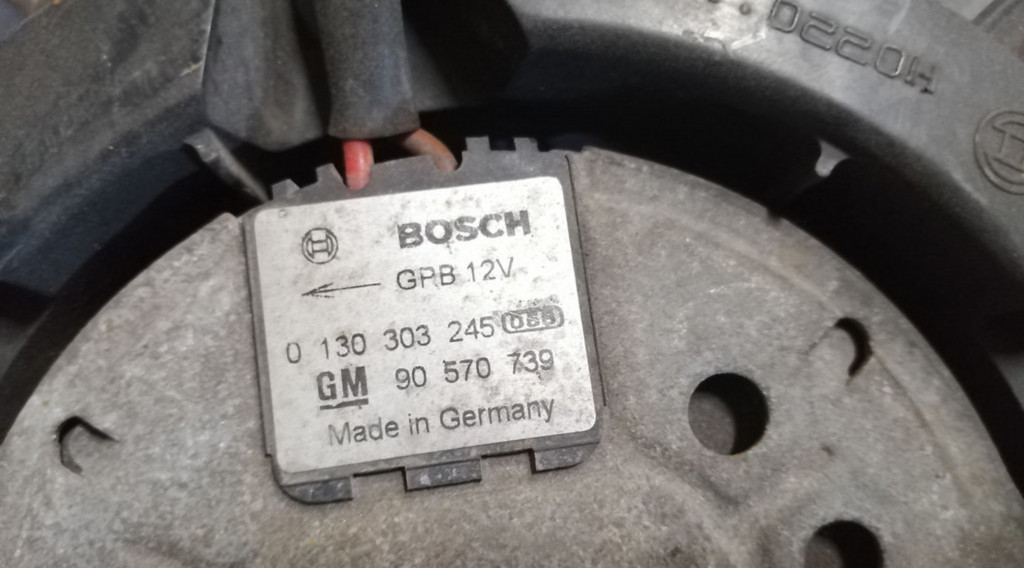 BOSCH
GPB 12V
0 130 303 245
GM 90 570 739
Made in Germany